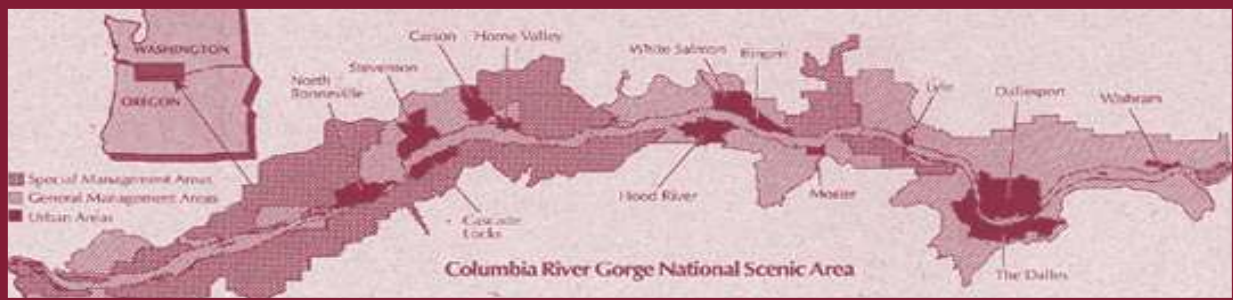 WASHINGTON
OREGON
Carson
Home Valley
Stevenson
North
Bonneville
White Salmon
Bingen
Lyle
Dallesport
Wishram
Special Management Areas
General Management Areas
Urban Areas
Cascade
Locks
Hood River
Mosier
The Dalles
Columbia River Gorge National Scenic Area